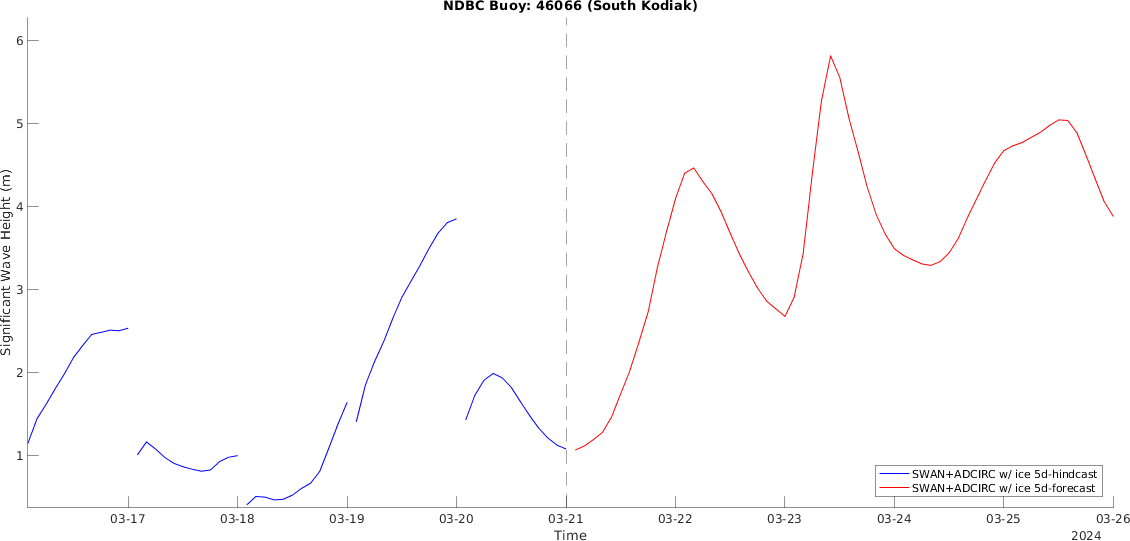 NDBC Buoy: 46066 (South Kodiak)
6
5
4
3
2
1
Significant Wave Height (m)
SWAN+ADCIRC w/ ice 5d-hindcast
SWAN+ADCIRC w/ ice 5d-forecast
03-17 03-18 03-19 03-20 03-21 03-22 03-23 03-24 03-25 03-26
Time
2024